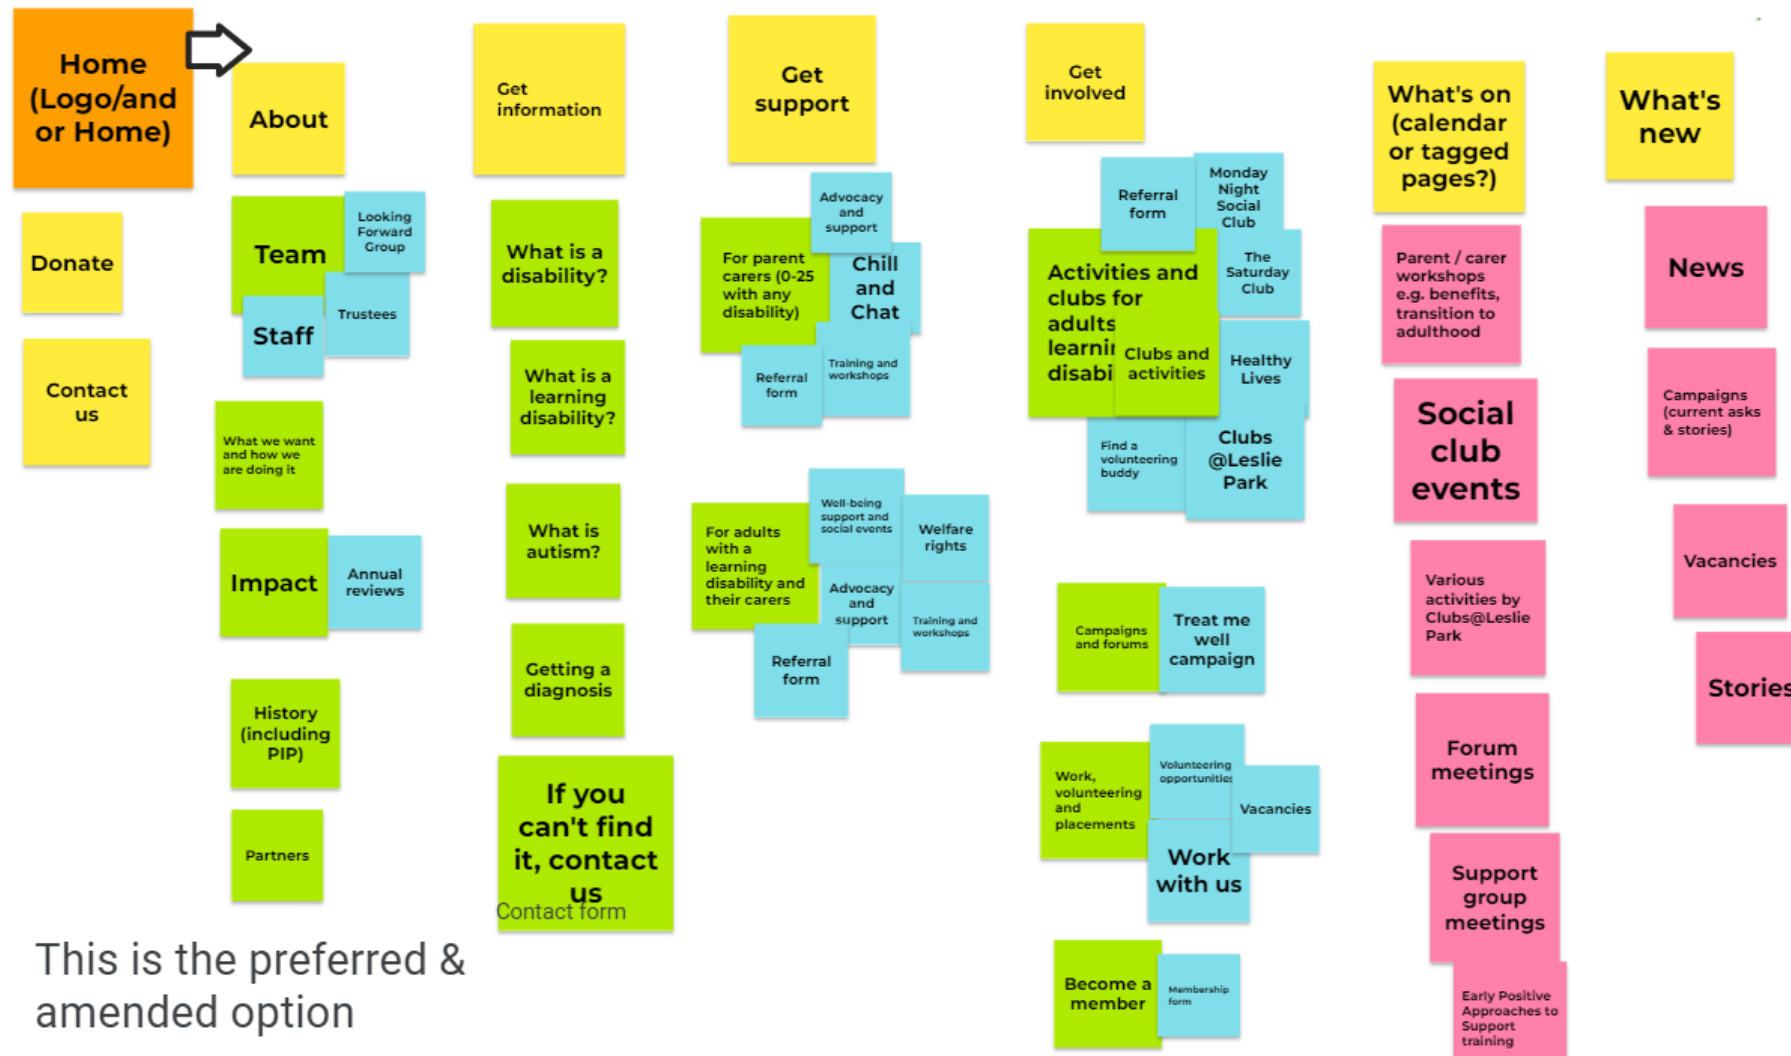 Home
(Logo/and
or Home)
Donate
Contact
us
About
Team
Looking
Forward
Group
Trustees
Staff
What we want
and how we
are doing it
Impact
Annual
reviews
History
(including
PIP)
Partners
Get
information
What is a
disability?
What is a
learning
disability?
What is
autism?
Getting a
diagnosis
If you
can't find
it, contact
us
Contact form
Get
support
Advocacy
and
support
For parent
carers (0-25
with any
disability)
Chill
and
Chat
Referral
form
Training and
workshops
For adults
with a
learning
disability and
their carers
Well-being
support and
social events
Welfare
rights
Advocacy
and
support
Training and
workshops
Referral
form
Get
involved
Referral
form
Monday
Night
Social
Club
Activities and
clubs for
adults
learnin
disabi
The
Saturday
Club
Clubs and
activities
Healthy
Lives
Find a
volunteering
buddy
Clubs
@Leslie
Park
Campaigns
and forums
Treat me
well
campaign
Work,
volunteering
and
placements
Volunteering
opportunities
Vacancies
Work
with us
Become a
member
Membership
form
What's on
(calendar
or tagged
pages?)
Parent / carer
workshops
e.g. benefits,
transition to
adulthood
Social
club
events
Various
activities by
Clubs@Leslie
Park
Forum
meetings
Support
group
meetings
Early Positive
Approaches to
Support
training
What's
new
News
Campaigns
(current asks
& stories)
Vacancies
Stories
This is the preferred &
amended option